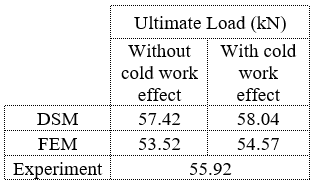 Ultimate Load (kN)
Without With cold
cold work work
effect effect
DSM 57.42 58.04
FEM 53.52 54.57
Experiment 55.92